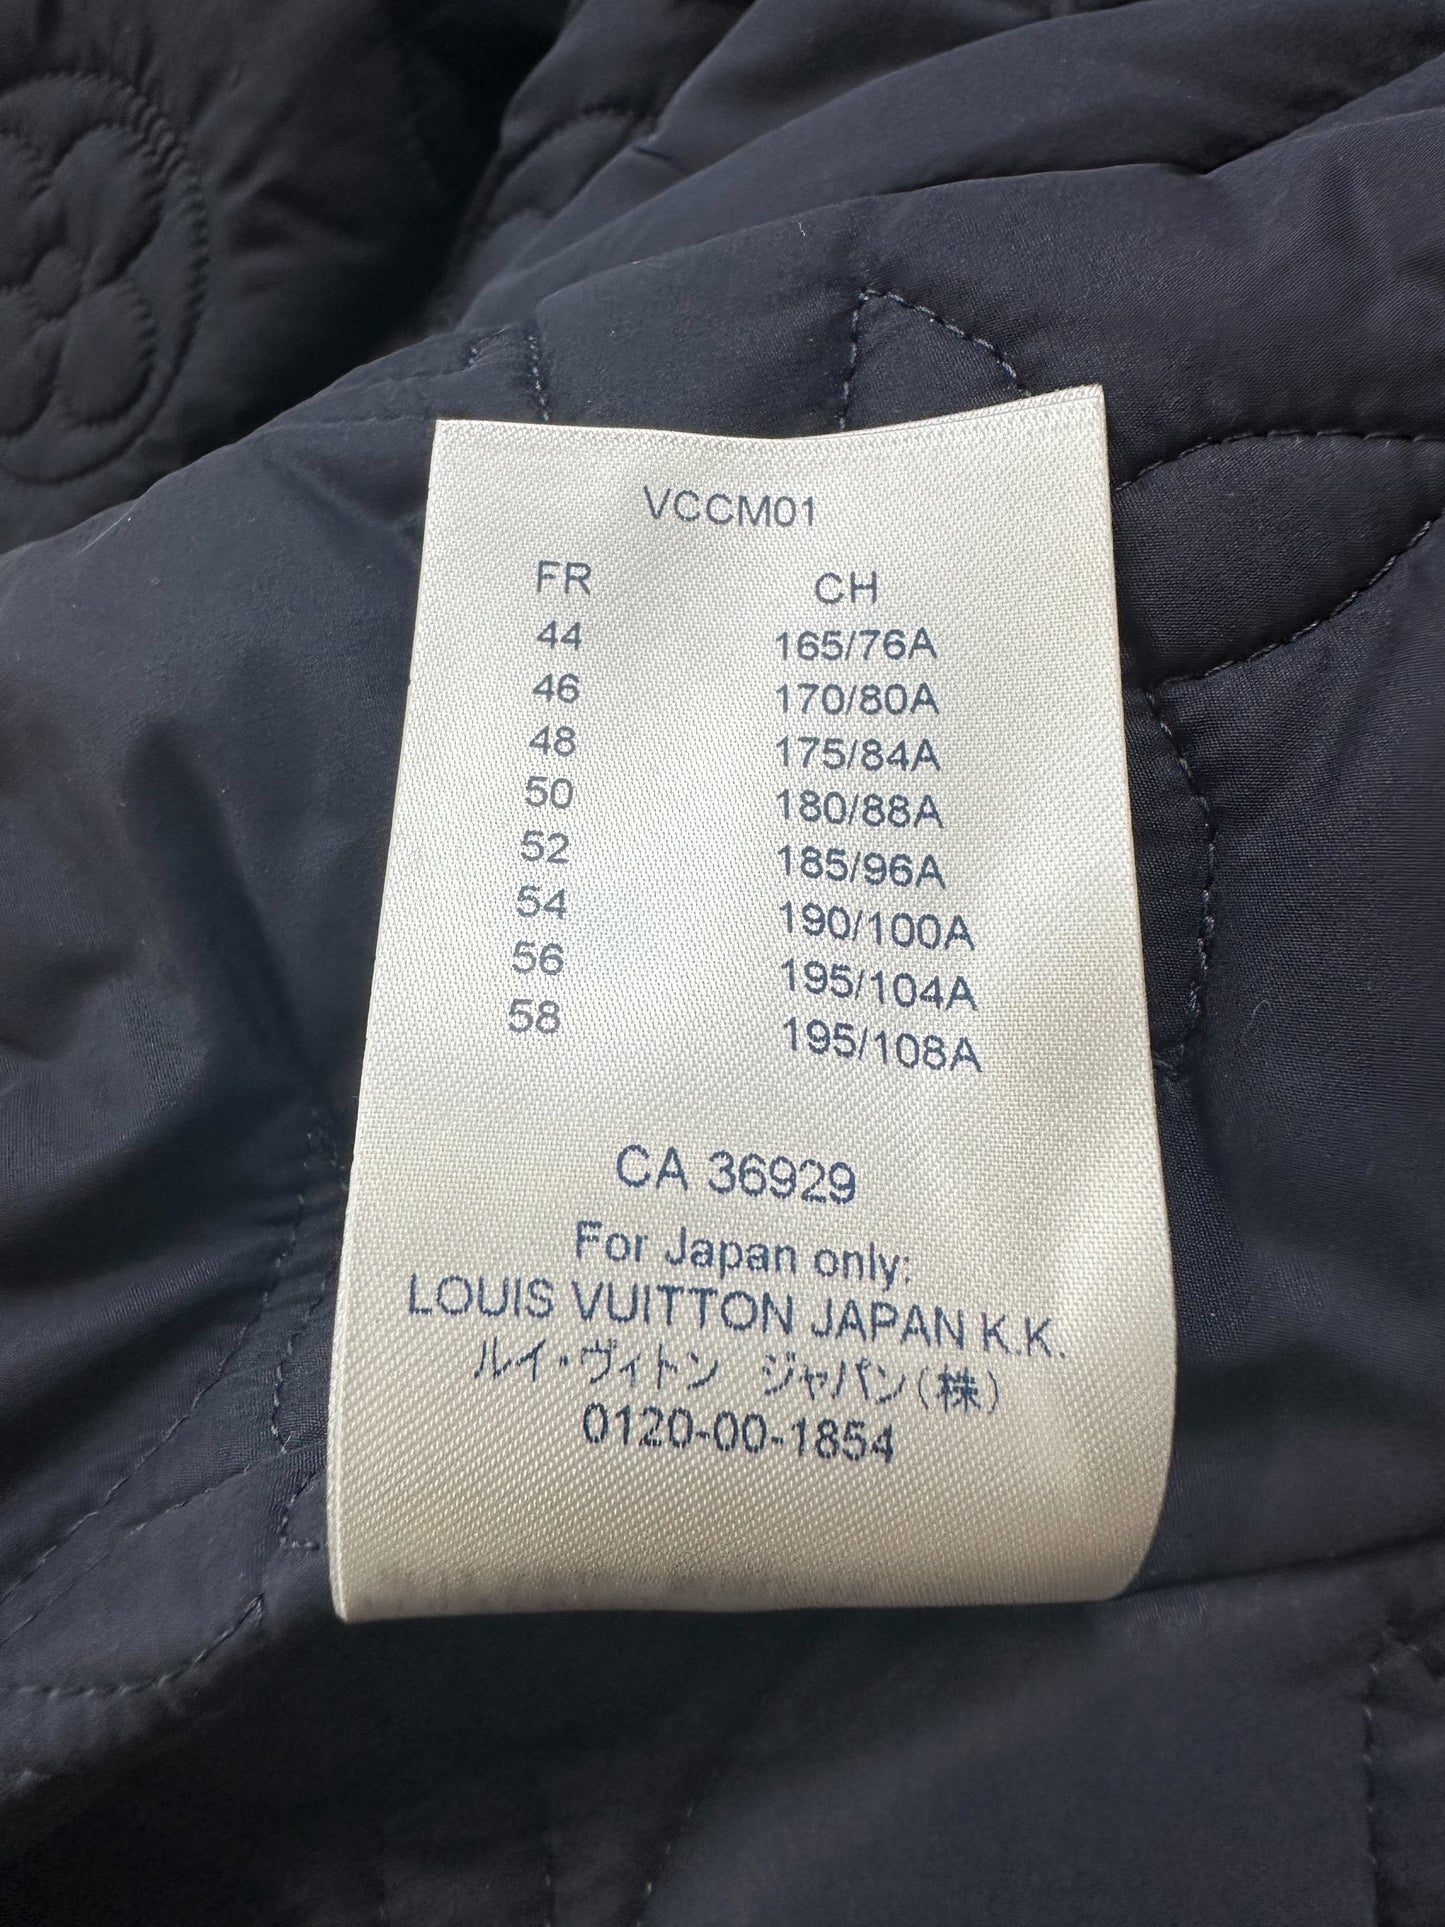 VCCM01
FR CH
44 165/76A
46 170/80A
48 175/84A
50 180/88A
52 185/96A
54 190/100A
56 195/104A
58 195/108A
CA 36929
For Japan only:
LOUIS VUITTON JAPAN K.K.
ルイ・ヴィトン ジャパン(株)
0120-00-1854